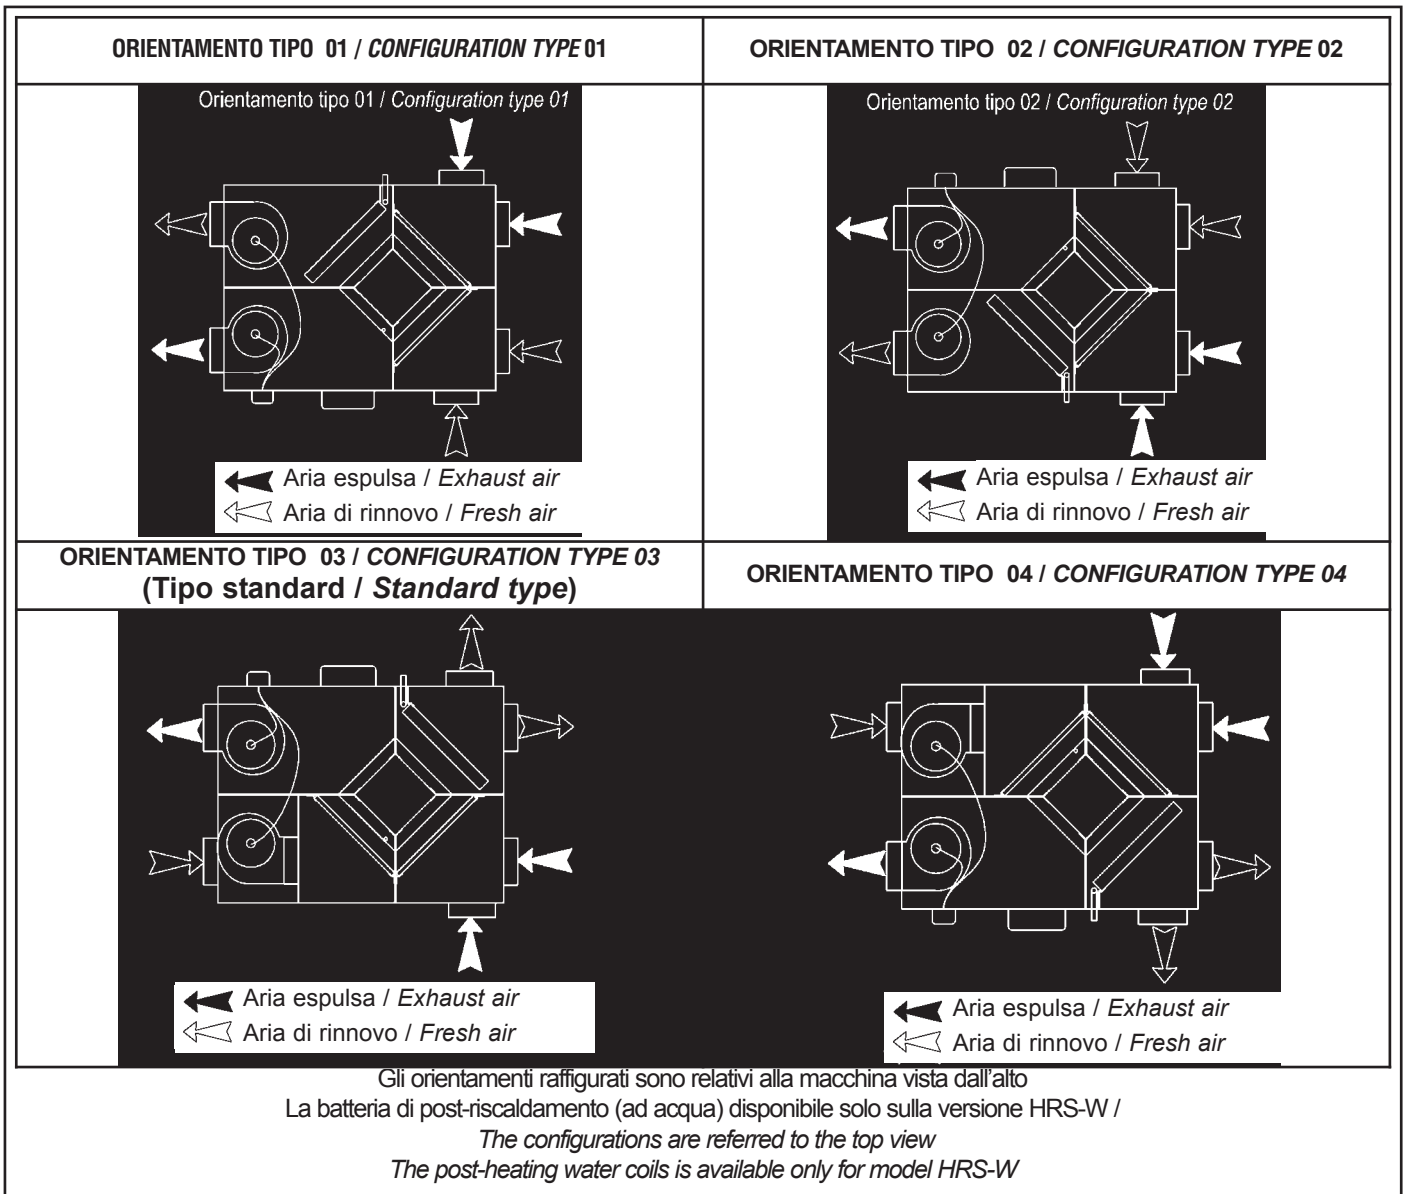 ORIENTAMENTO TIPO 01 / CONFIGURATION TYPE 01
ORIENTAMENTO TIPO 02 / CONFIGURATION TYPE 02
Orientamento tipo 01 / Configuration type 01
Orientamento tipo 02 / Configuration type 02
Aria espulsa / Exhaust air
Aria di rinnovo / Fresh air
Aria espulsa / Exhaust air
Aria di rinnovo / Fresh air
ORIENTAMENTO TIPO 03 / CONFIGURATION TYPE 03
(Tipo standard / Standard type)
ORIENTAMENTO TIPO 04 / CONFIGURATION TYPE 04
Aria espulsa / Exhaust air
Aria di rinnovo / Fresh air
Aria espulsa / Exhaust air
Aria di rinnovo / Fresh air
Gli orientamenti raffigurati sono relativi alla macchina vista dall'alto
La batteria di post-riscaldamento (ad acqua) disponibile solo sulla versione HRS-W /
The configurations are referred to the top view
The post-heating water coils is available only for model HRS-W